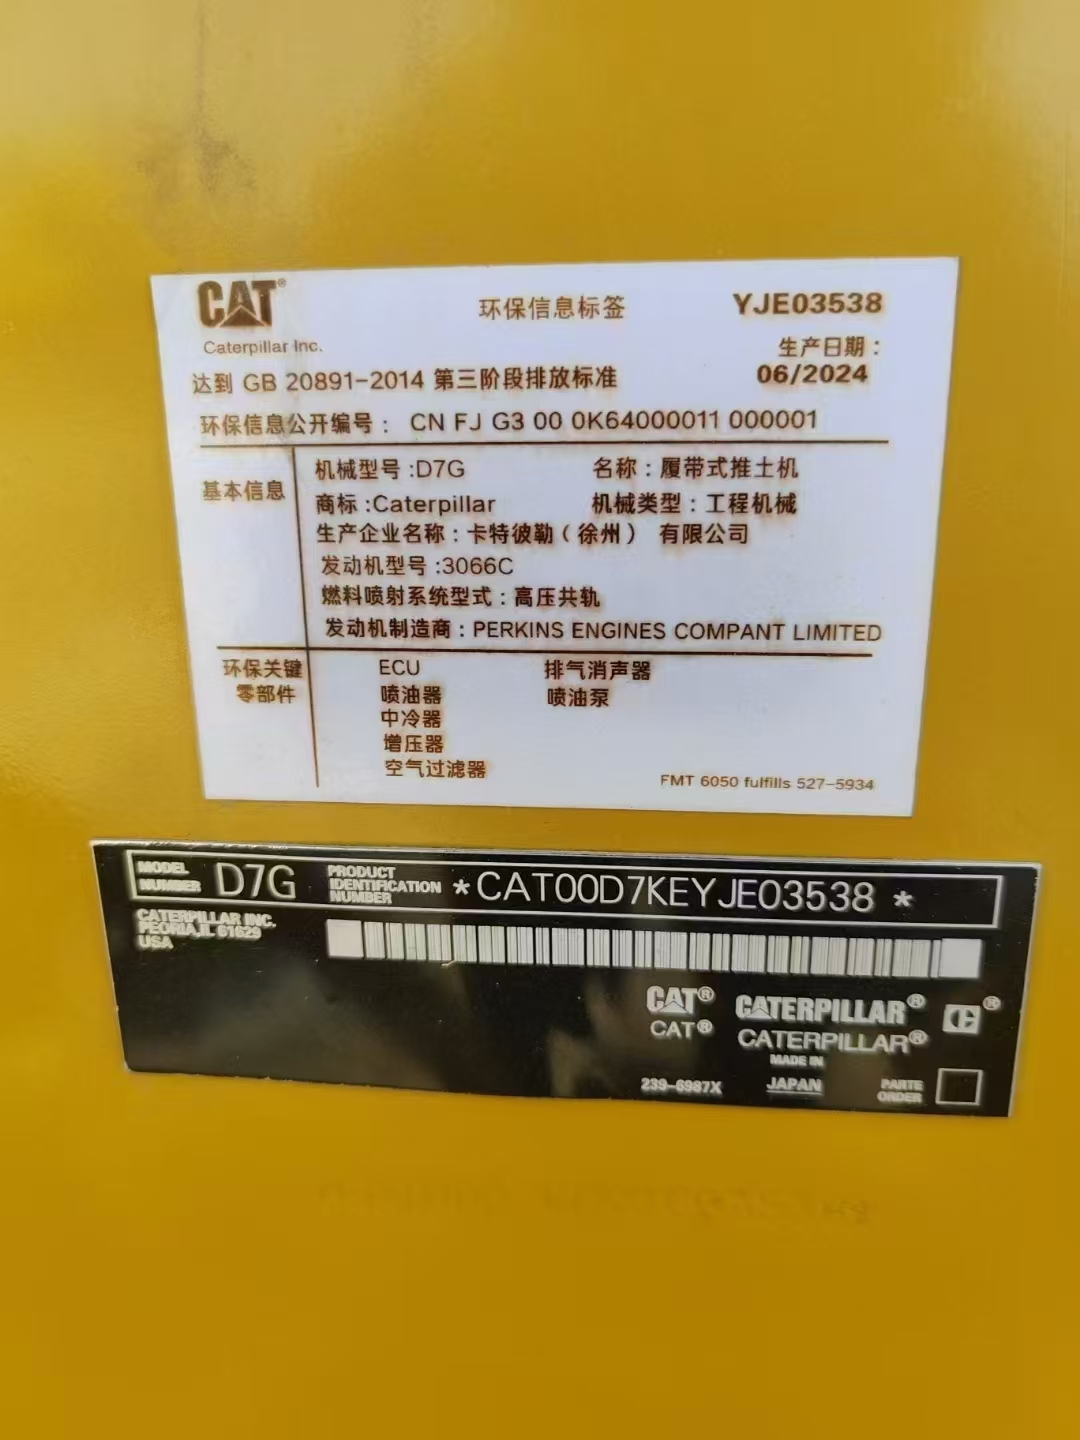 CAT®
环保信息标签
YJE03538
Caterpillar Inc.
生产日期：
06/2024
达到 GB 20891-2014 第三阶段排放标准
环保信息公开编号： CN FJ G3 00 0K64000011 000001
基本信息
机械型号:D7G 名称：履带式推土机
商标:Caterpillar 机械类型：工程机械
生产企业名称：卡特彼勒（徐州） 有限公司
发动机型号:3066C
燃料喷射系统型式：高压共轨
发动机制造商：PERKINS ENGINES COMPANT LIMITED
环保关键
零部件
ECU 排气消声器
喷油器 喷油泵
中冷器
增压器
空气过滤器
FMT 6050 fulfills 527-5934
MODEL
NUMBER
D7G
PRODUCT
IDENTIFICATION
NUMBER
*CAT00D7KEYJE03538*
CATERPILLAR INC.
PEORIA,IL 61629
USA
CAT® CATERPILLAR® C®
CAT® CATERPILLAR®
MADE IN
239-6987X JAPAN
PARTE
ORDER